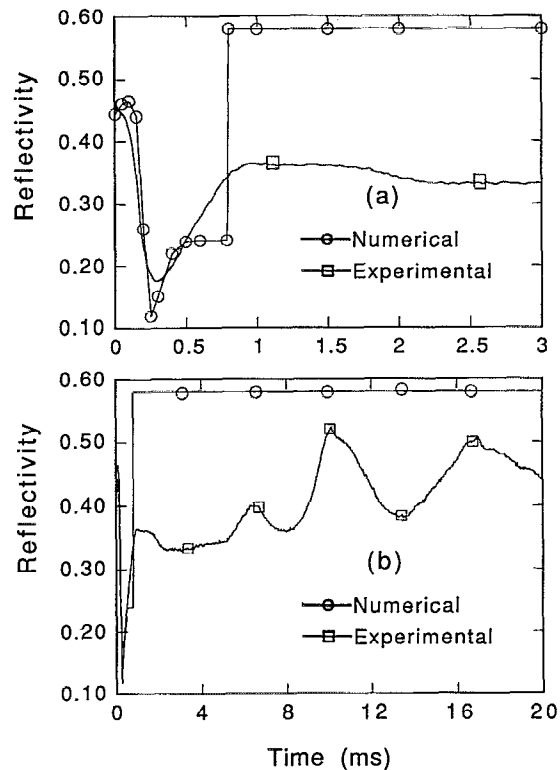 Reflectivity
0.60
0.50
0.40
0.30
0.20
0.10
(a)
Numerical
Experimental
0 0.5 1 1.5 2 2.5 3
Reflectivity
0.60
0.50
0.40
0.30
0.20
0.10
(b)
Numerical
Experimental
0 4 8 12 16 20
Time (ms)